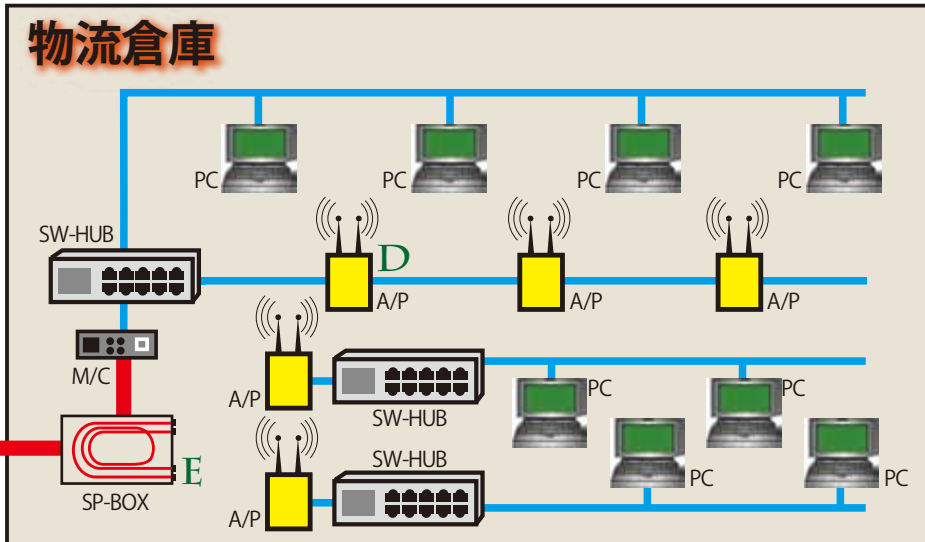 物流倉庫
PC
PC
PC
PC
SW-HUB
D
A/P
A/P
A/P
M/C
A/P
SW-HUB
PC
PC
SP-BOX
E
A/P
SW-HUB
PC
PC